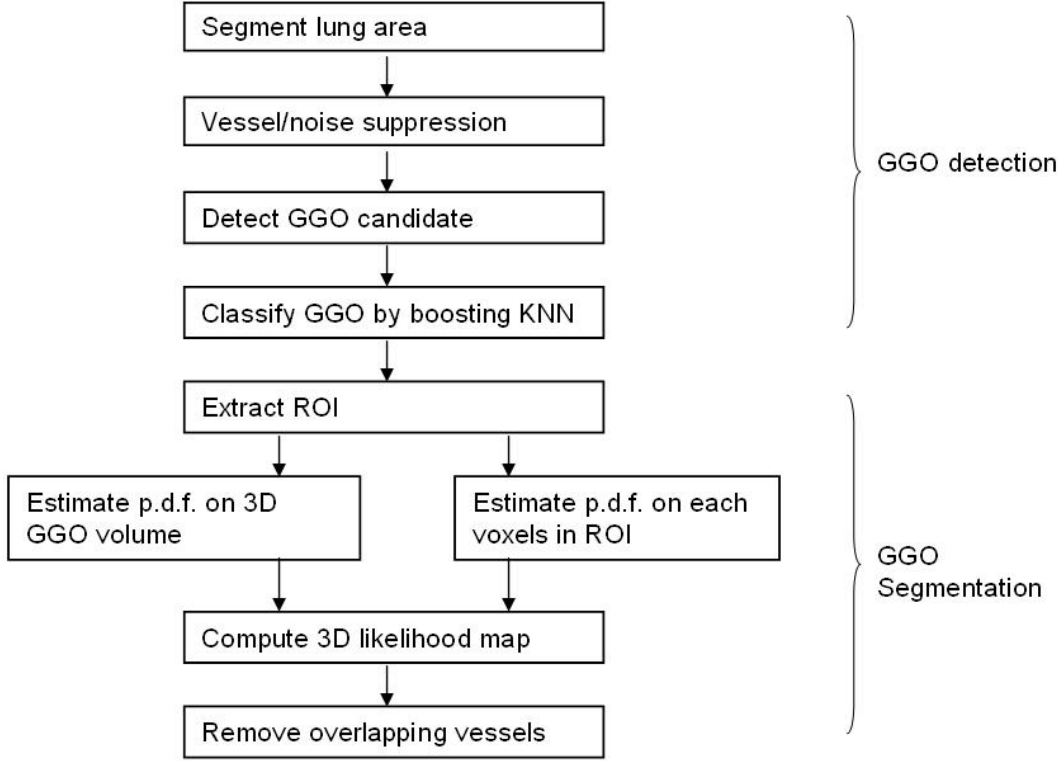 Segment lung area
Vessel/noise suppression
GGO detection
Detect GGO candidate
Classify GGO by boosting KNN
Extract ROI
Estimate p.d.f. on 3D
GGO volume
Estimate p.d.f. on each
voxels in ROI
GGO
Segmentation
Compute 3D likelihood map
Remove overlapping vessels